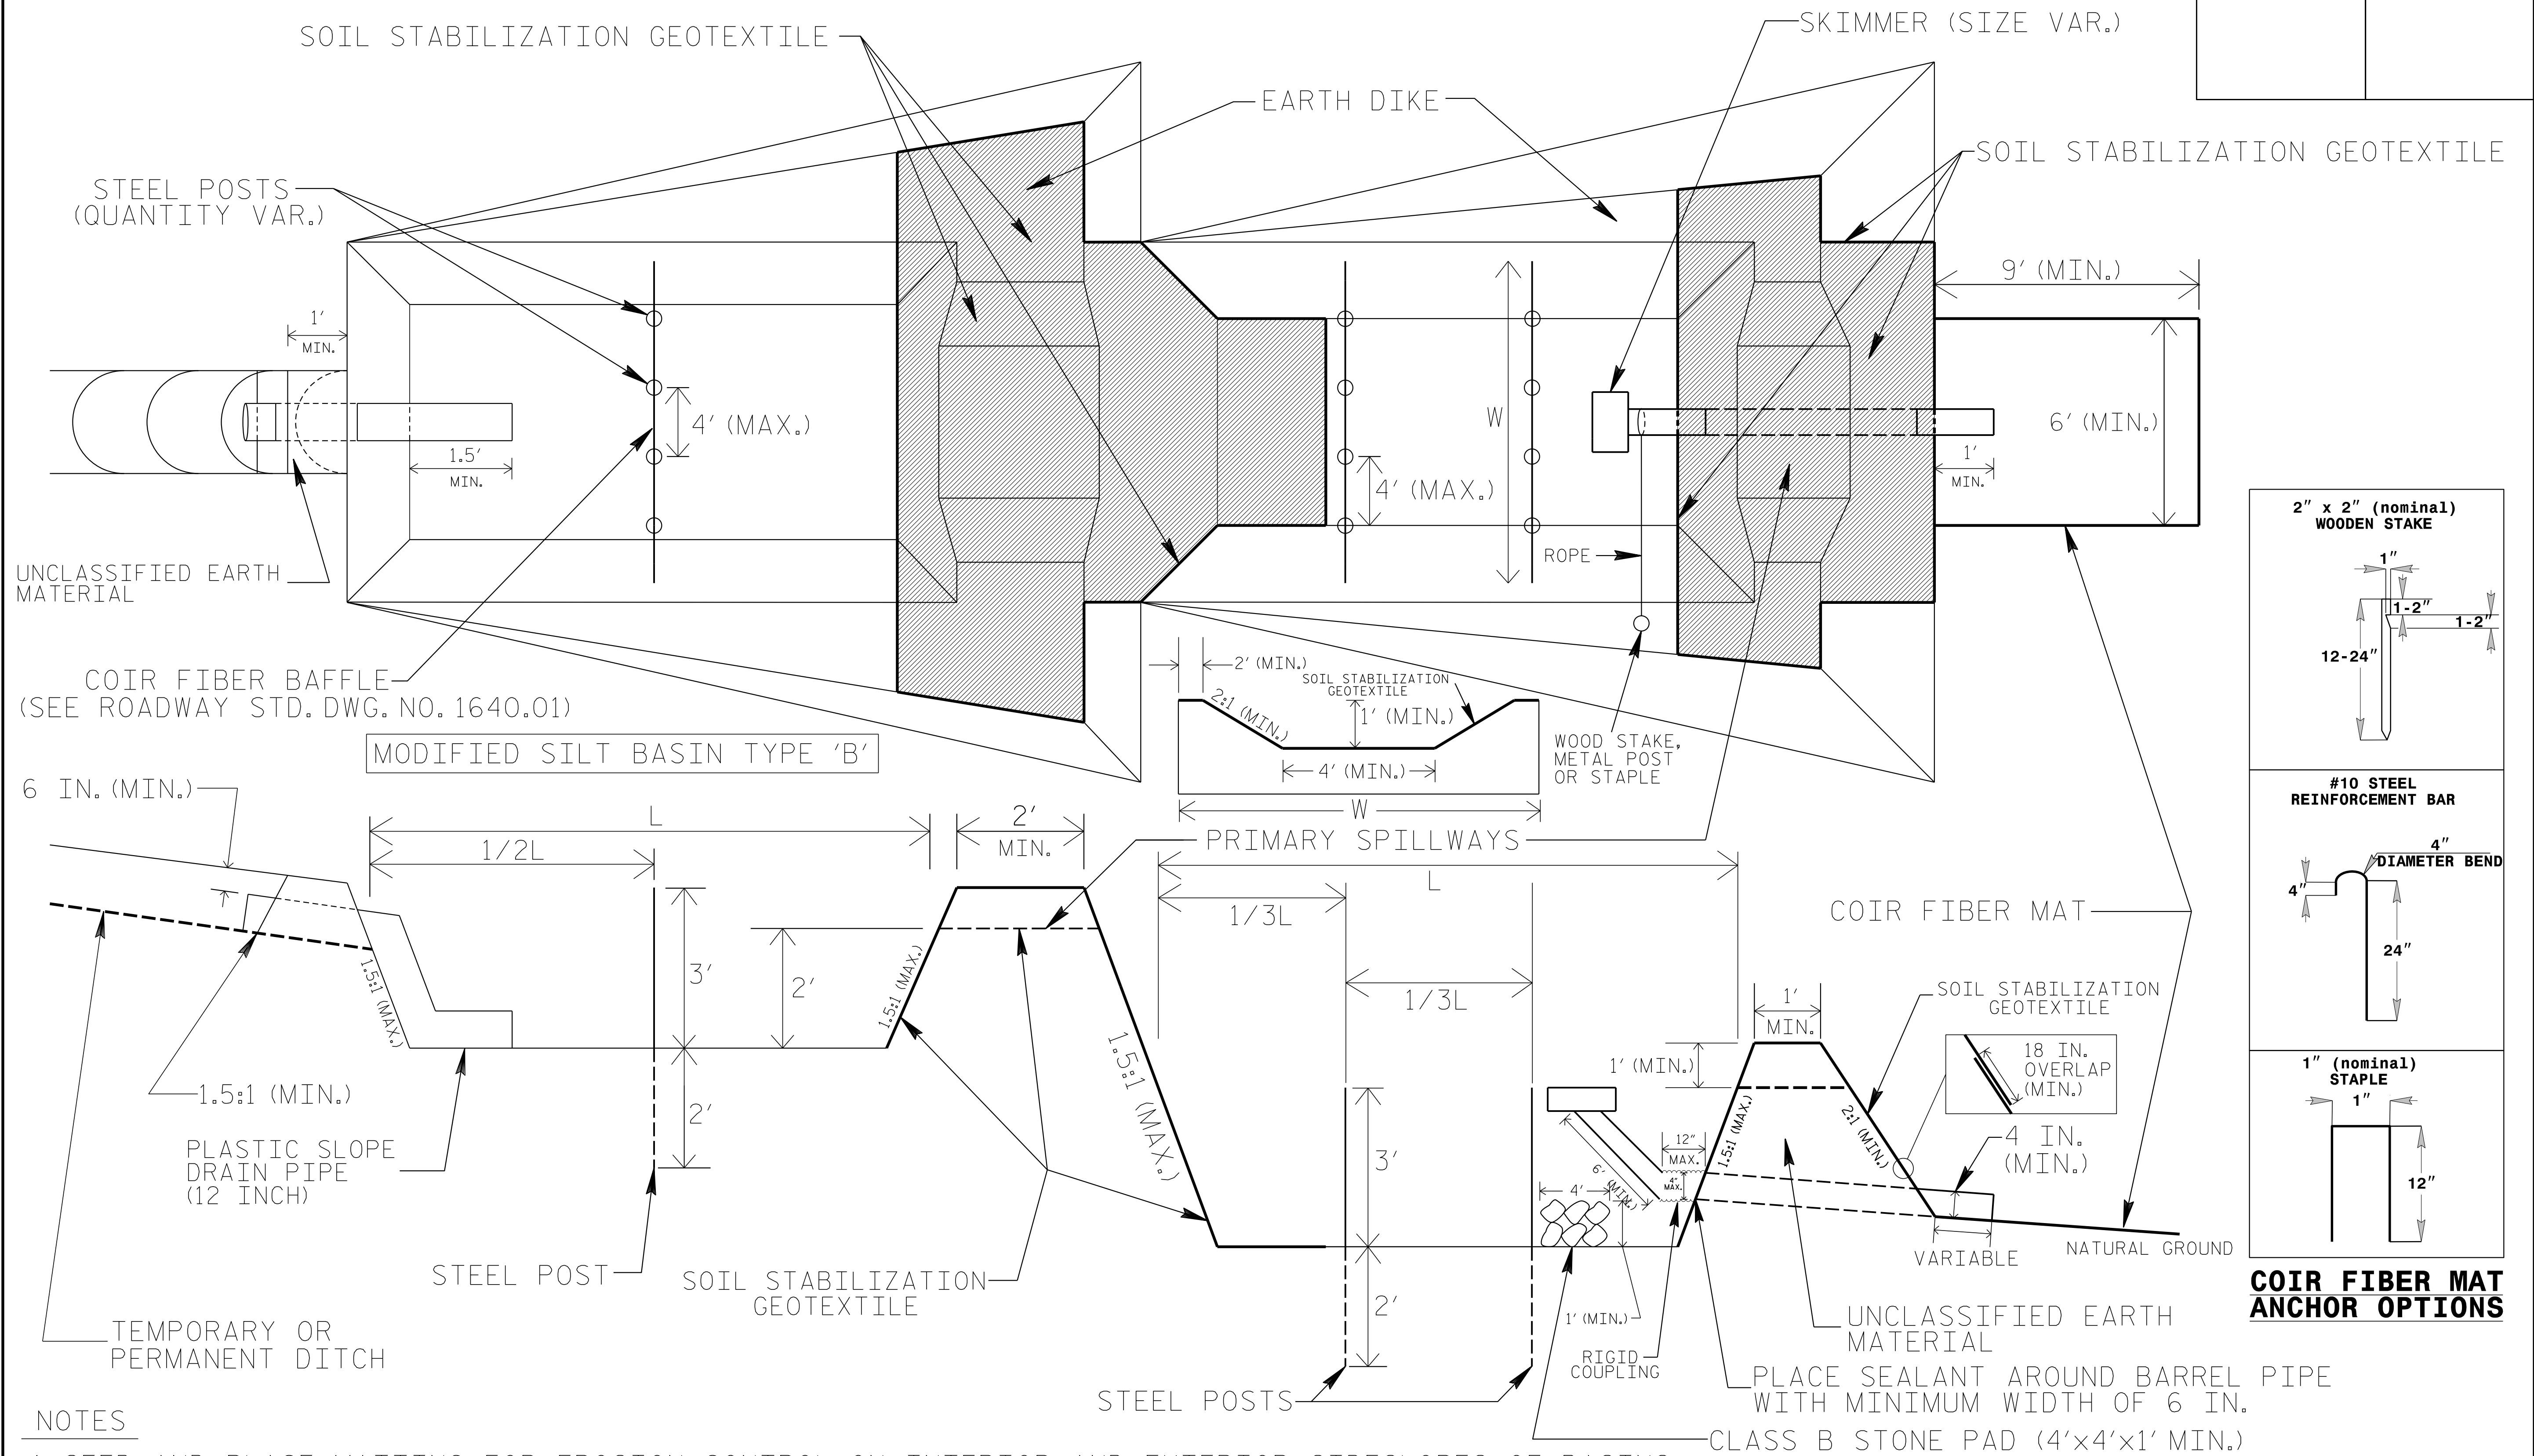 SOIL STABILIZATION GEOTEXTILE
SKIMMER (SIZE VAR.)
EARTH DIKE
SOIL STABILIZATION GEOTEXTILE
STEEL POSTS
(QUANTITY VAR.)
9' (MIN.)
1'
MIN.
4' (MAX.)
W
6' (MIN.)
1.5'
MIN.
4' (MAX.)
1'
MIN.
ROPE
UNCLASSIFIED EARTH
MATERIAL
COIR FIBER BAFFLE
(SEE ROADWAY STD. DWG. NO. 1640.01)
2' (MIN.)
SOIL STABILIZATION
GEOTEXTILE
2:1 (MIN.)
1' (MIN.)
4' (MIN.)
W
WOOD STAKE,
METAL POST
OR STAPLE
MODIFIED SILT BASIN TYPE 'B'
2" x 2" (nominal)
WOODEN STAKE
1"
1-2"
1-2"
12-24"
#10 STEEL
REINFORCEMENT BAR
4"
DIAMETER BEND
4"
24"
1" (nominal)
STAPLE
1"
12"
COIR FIBER MAT
ANCHOR OPTIONS
6 IN. (MIN.)
L
2'
MIN.
1/2L
PRIMARY SPILLWAYS
L
1/3L
1/3L
COIR FIBER MAT
1.5:1 (MAX.)
3'
2'
1.5:1 (MAX.)
2'
1.5:1 (MAX.)
1.5:1 (MIN.)
PLASTIC SLOPE
DRAIN PIPE
(12 INCH)
STEEL POST
SOIL STABILIZATION
GEOTEXTILE
TEMPORARY OR
PERMANENT DITCH
1'
MIN.
1' (MIN.)
SOIL STABILIZATION
GEOTEXTILE
18 IN.
OVERLAP
(MIN.)
3'
2'
6' (MIN.)
12"
MAX.
4"
MAX.
4'
1.5:1 (MAX.)
2:1 (MIN.)
4 IN.
(MIN.)
VARIABLE
NATURAL GROUND
1' (MIN.)
RIGID
COUPLING
UNCLASSIFIED EARTH
MATERIAL
STEEL POSTS
PLACE SEALANT AROUND BARREL PIPE
WITH MINIMUM WIDTH OF 6 IN.
CLASS B STONE PAD (4'x4'x1' MIN.)
NOTES